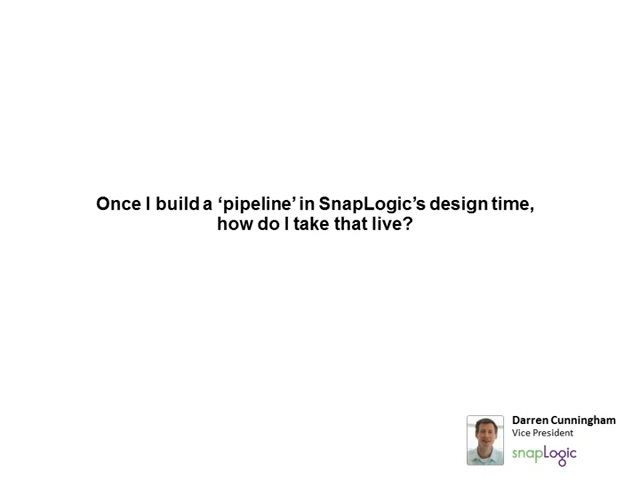 Once I build a ‘pipeline’ in SnapLogic’s design time,
how do I take that live?
Darren Cunningham
Vice President
snapLogic